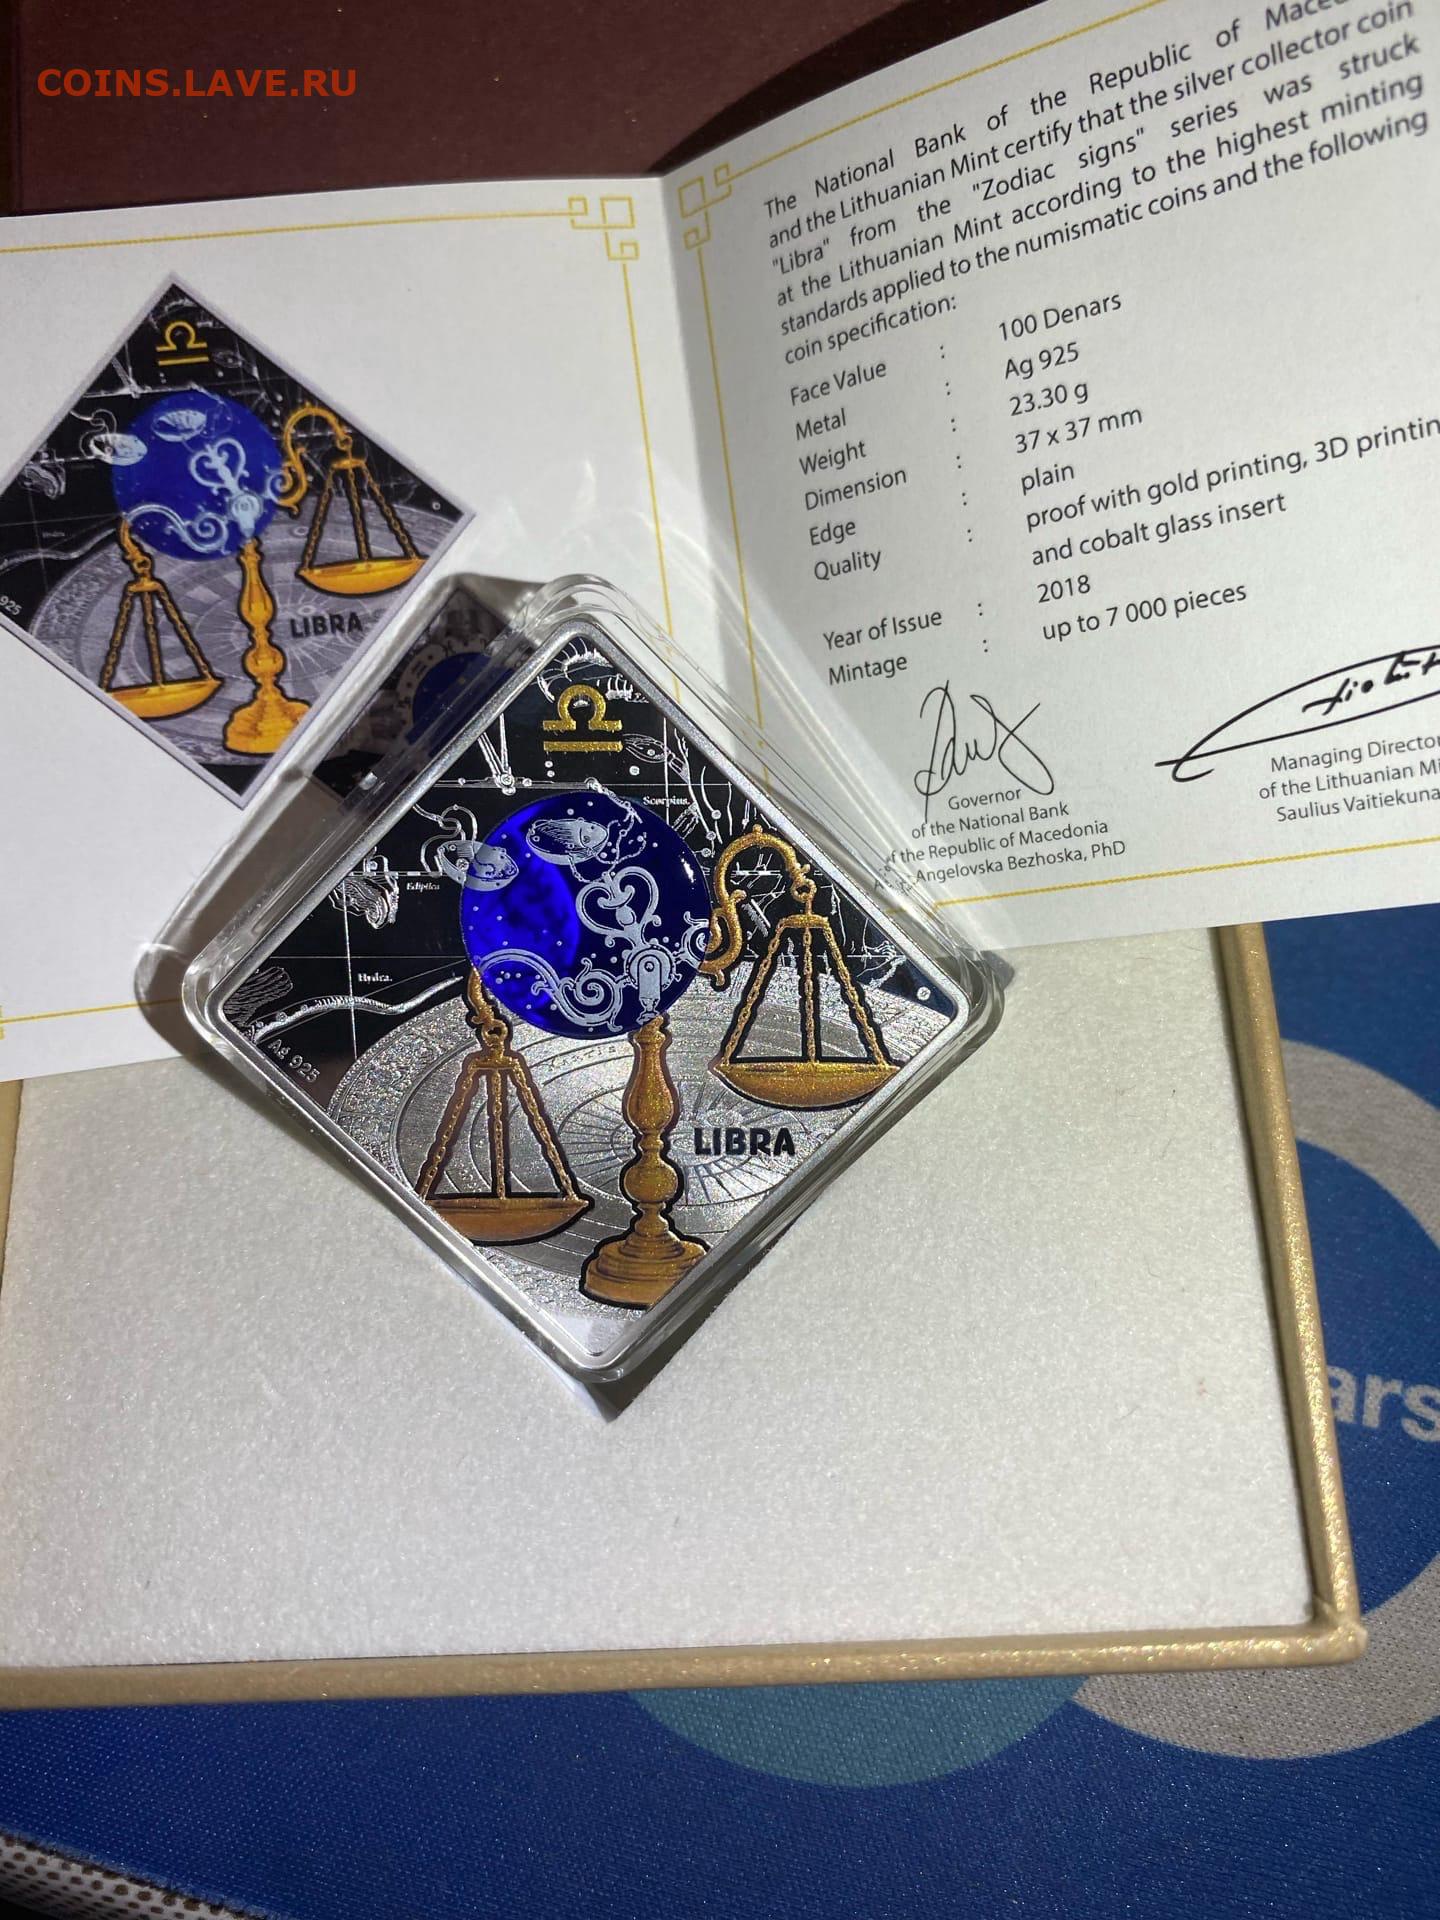 COINS.LAVE.RU
The National Bank of the Republic of
and the Lithuanian Mint certify that the silver collector coin
"Libra" from the "Zodiac signs" series was struck
at the Lithuanian Mint according to the highest minting
standards applied to the numismatic coins and the following
coin specification:
Face Value : 100 Denars
Metal : Ag 925
Weight : 23.30 g
Dimension : 37 x 37 mm
Edge : plain
Quality : proof with gold printing, 3D
and cobalt glass insert
Year of Issue : 2018
Mintage : up to 7 000 pieces
Governor
of the National Bank
of the Republic of Macedonia
Angelovska Bezhoska, PhD
Managing
of the Lithuanian
Saulius
925
LIBRA
Scorpius.
Ecliptica
Hydra.
Ag 925
LIBRA